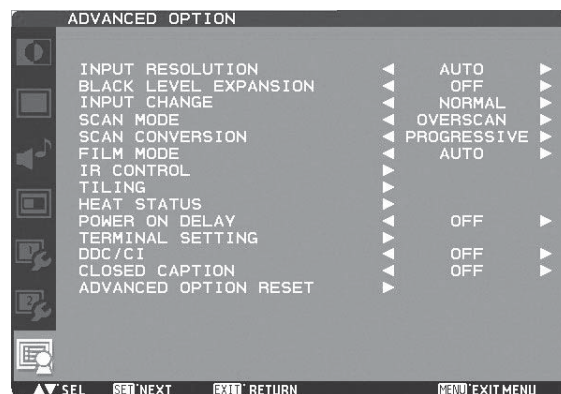 ADVANCED OPTION
INPUT RESOLUTION ◀ AUTO ▶
BLACK LEVEL EXPANSION ◀ OFF ▶
INPUT CHANGE ◀ NORMAL ▶
SCAN MODE ◀ OVERSCAN ▶
SCAN CONVERSION ◀ PROGRESSIVE ▶
FILM MODE ◀ AUTO ▶
IR CONTROL ▶
TILING ▶
HEAT STATUS ▶
POWER ON DELAY ◀ OFF ▶
TERMINAL SETTING ▶
DDC/CI ◀ OFF ▶
CLOSED CAPTION ◀ OFF ▶
ADVANCED OPTION RESET ▶
1
2
▲▼:SEL SET:NEXT EXIT:RETURN MENU:EXIT MENU